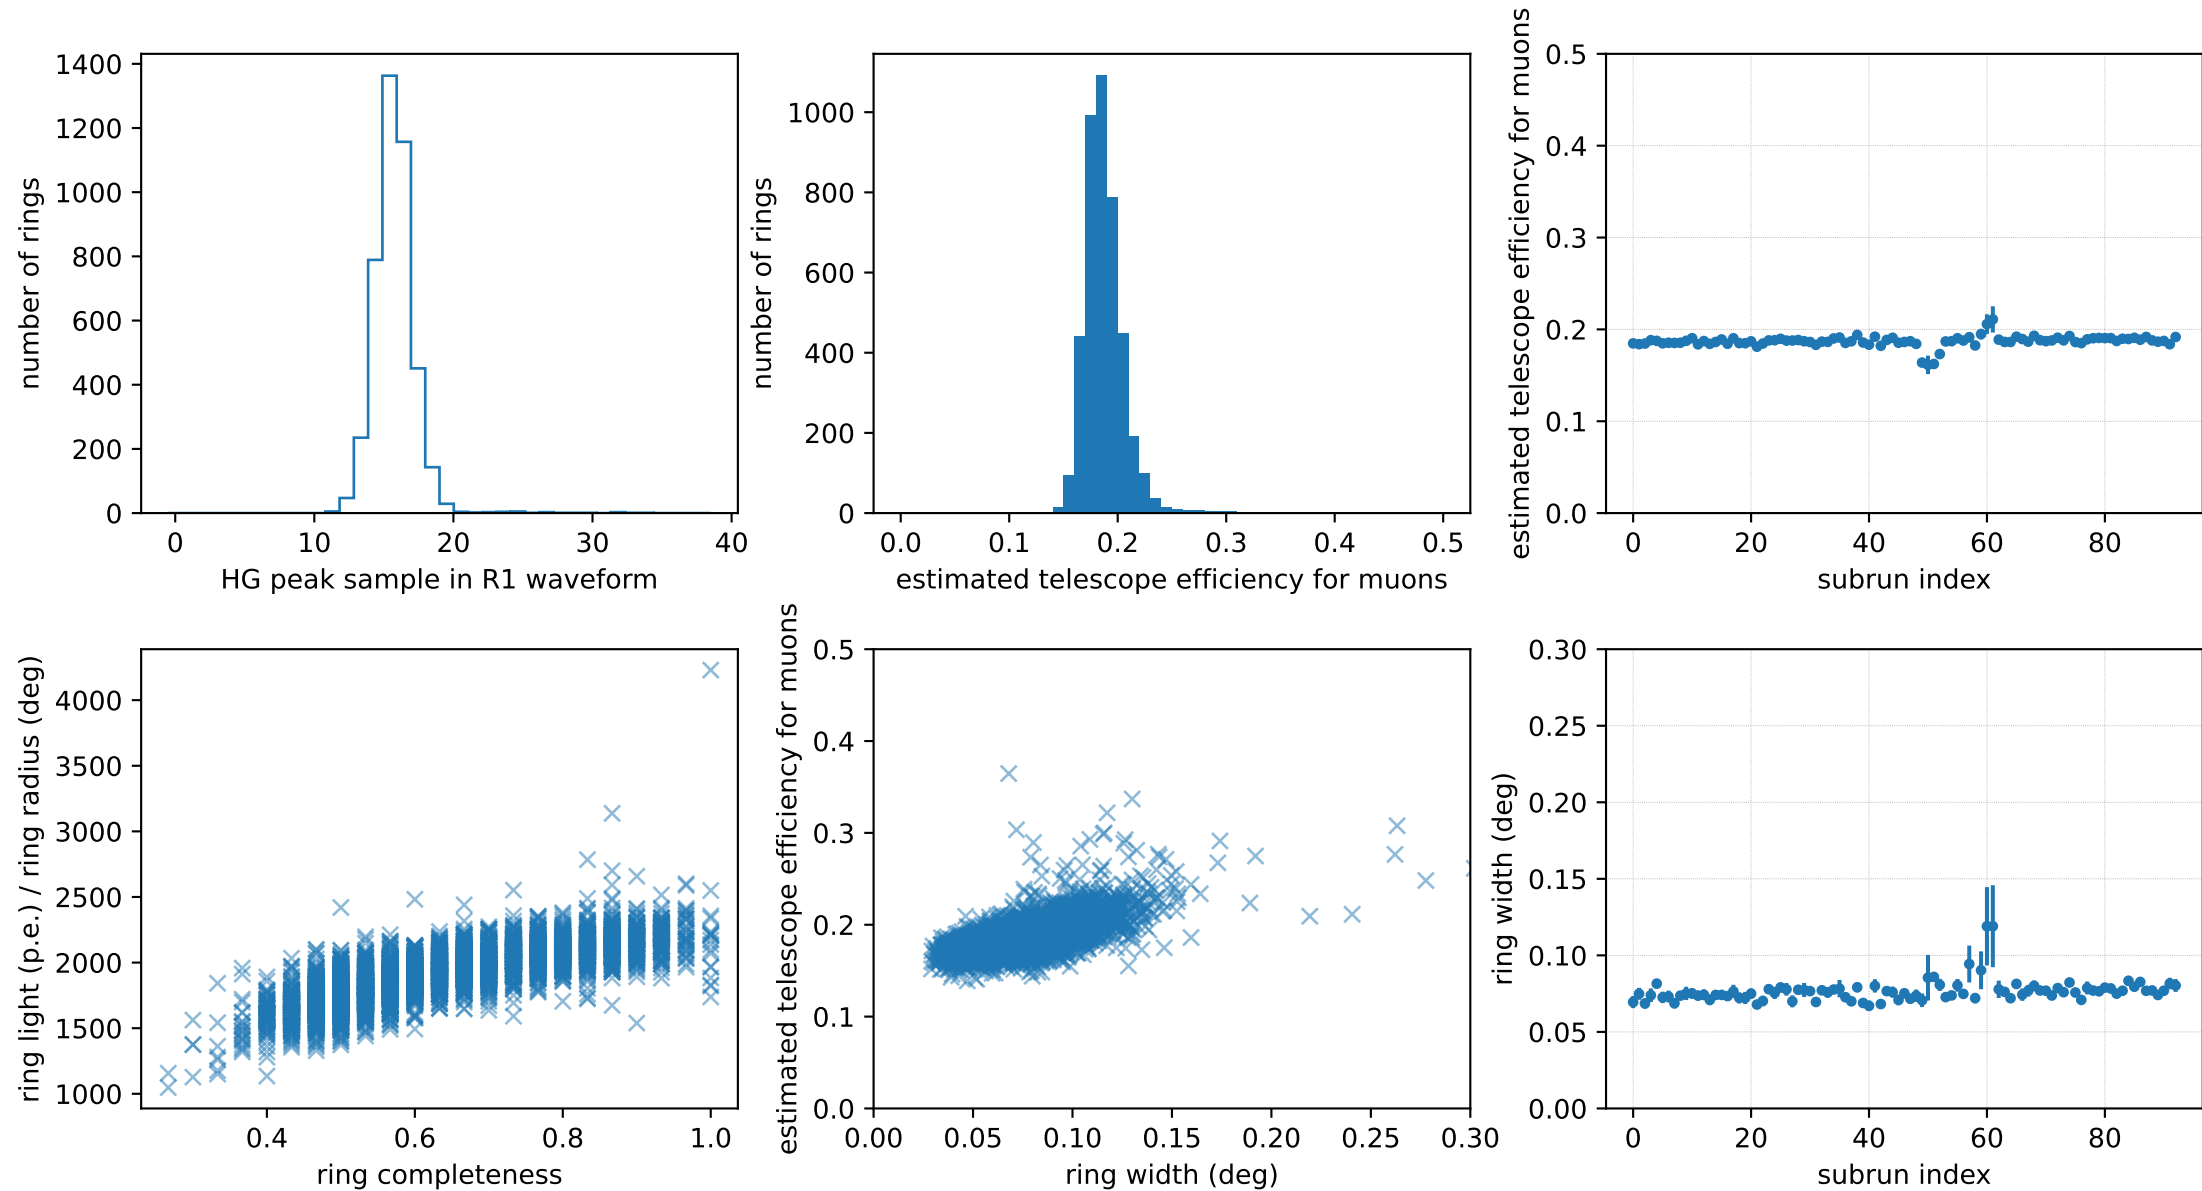 number of rings
1400
1200
1000
800
600
400
200
0
0 10 20 30 40
HG peak sample in R1 waveform
number of rings
1000
800
600
400
200
0
0.0 0.1 0.2 0.3 0.4 0.5
estimated telescope efficiency for muons
estimated telescope efficiency for muons
0.5
0.4
0.3
0.2
0.1
0.0
0 20 40 60 80
subrun index
ring light (p.e.) / ring radius (deg)
4000
3500
3000
2500
2000
1500
1000
0.4 0.6 0.8 1.0
ring completeness
estimated telescope efficiency for muons
0.5
0.4
0.3
0.2
0.1
0.0
0.00 0.05 0.10 0.15 0.20 0.25 0.30
ring width (deg)
ring width (deg)
0.30
0.25
0.20
0.15
0.10
0.05
0.00
0 20 40 60 80
subrun index